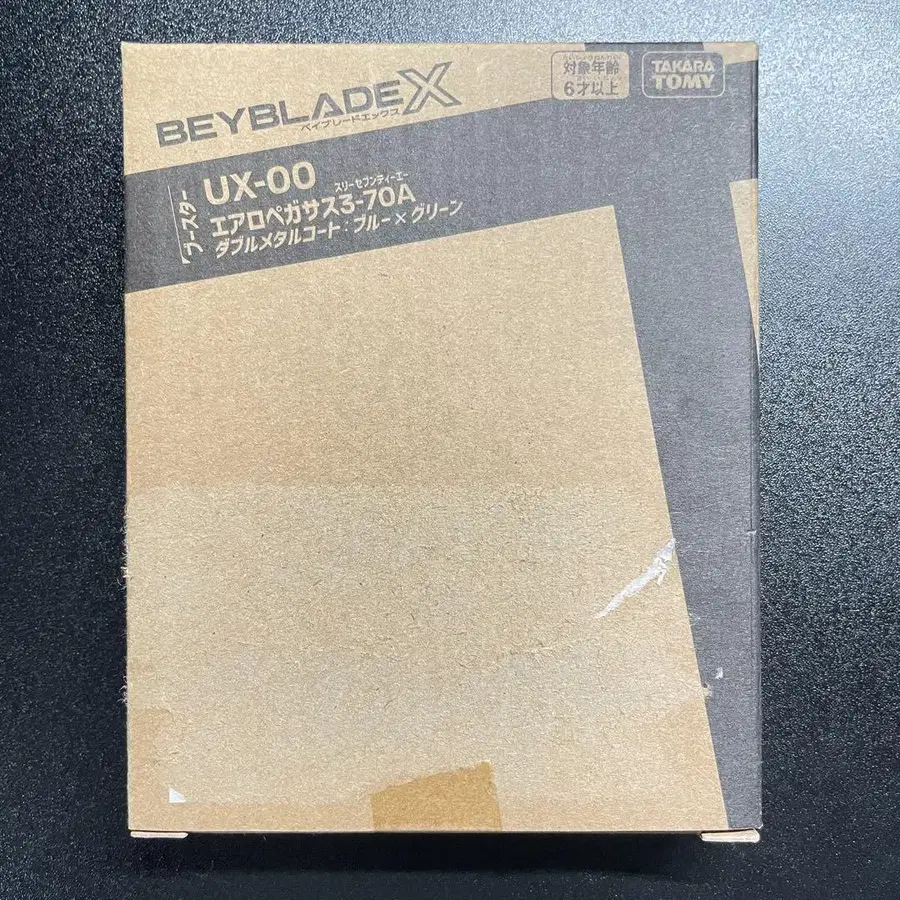 BEYBLADE X
ベイブレードエックス
対象年齢
6才以上
TAKARA
TOMY
ブースター
UX-00
スリーセブンティーエー
エアロペガサス3-70A
ダブルメタルコート：ブルー×グリーン